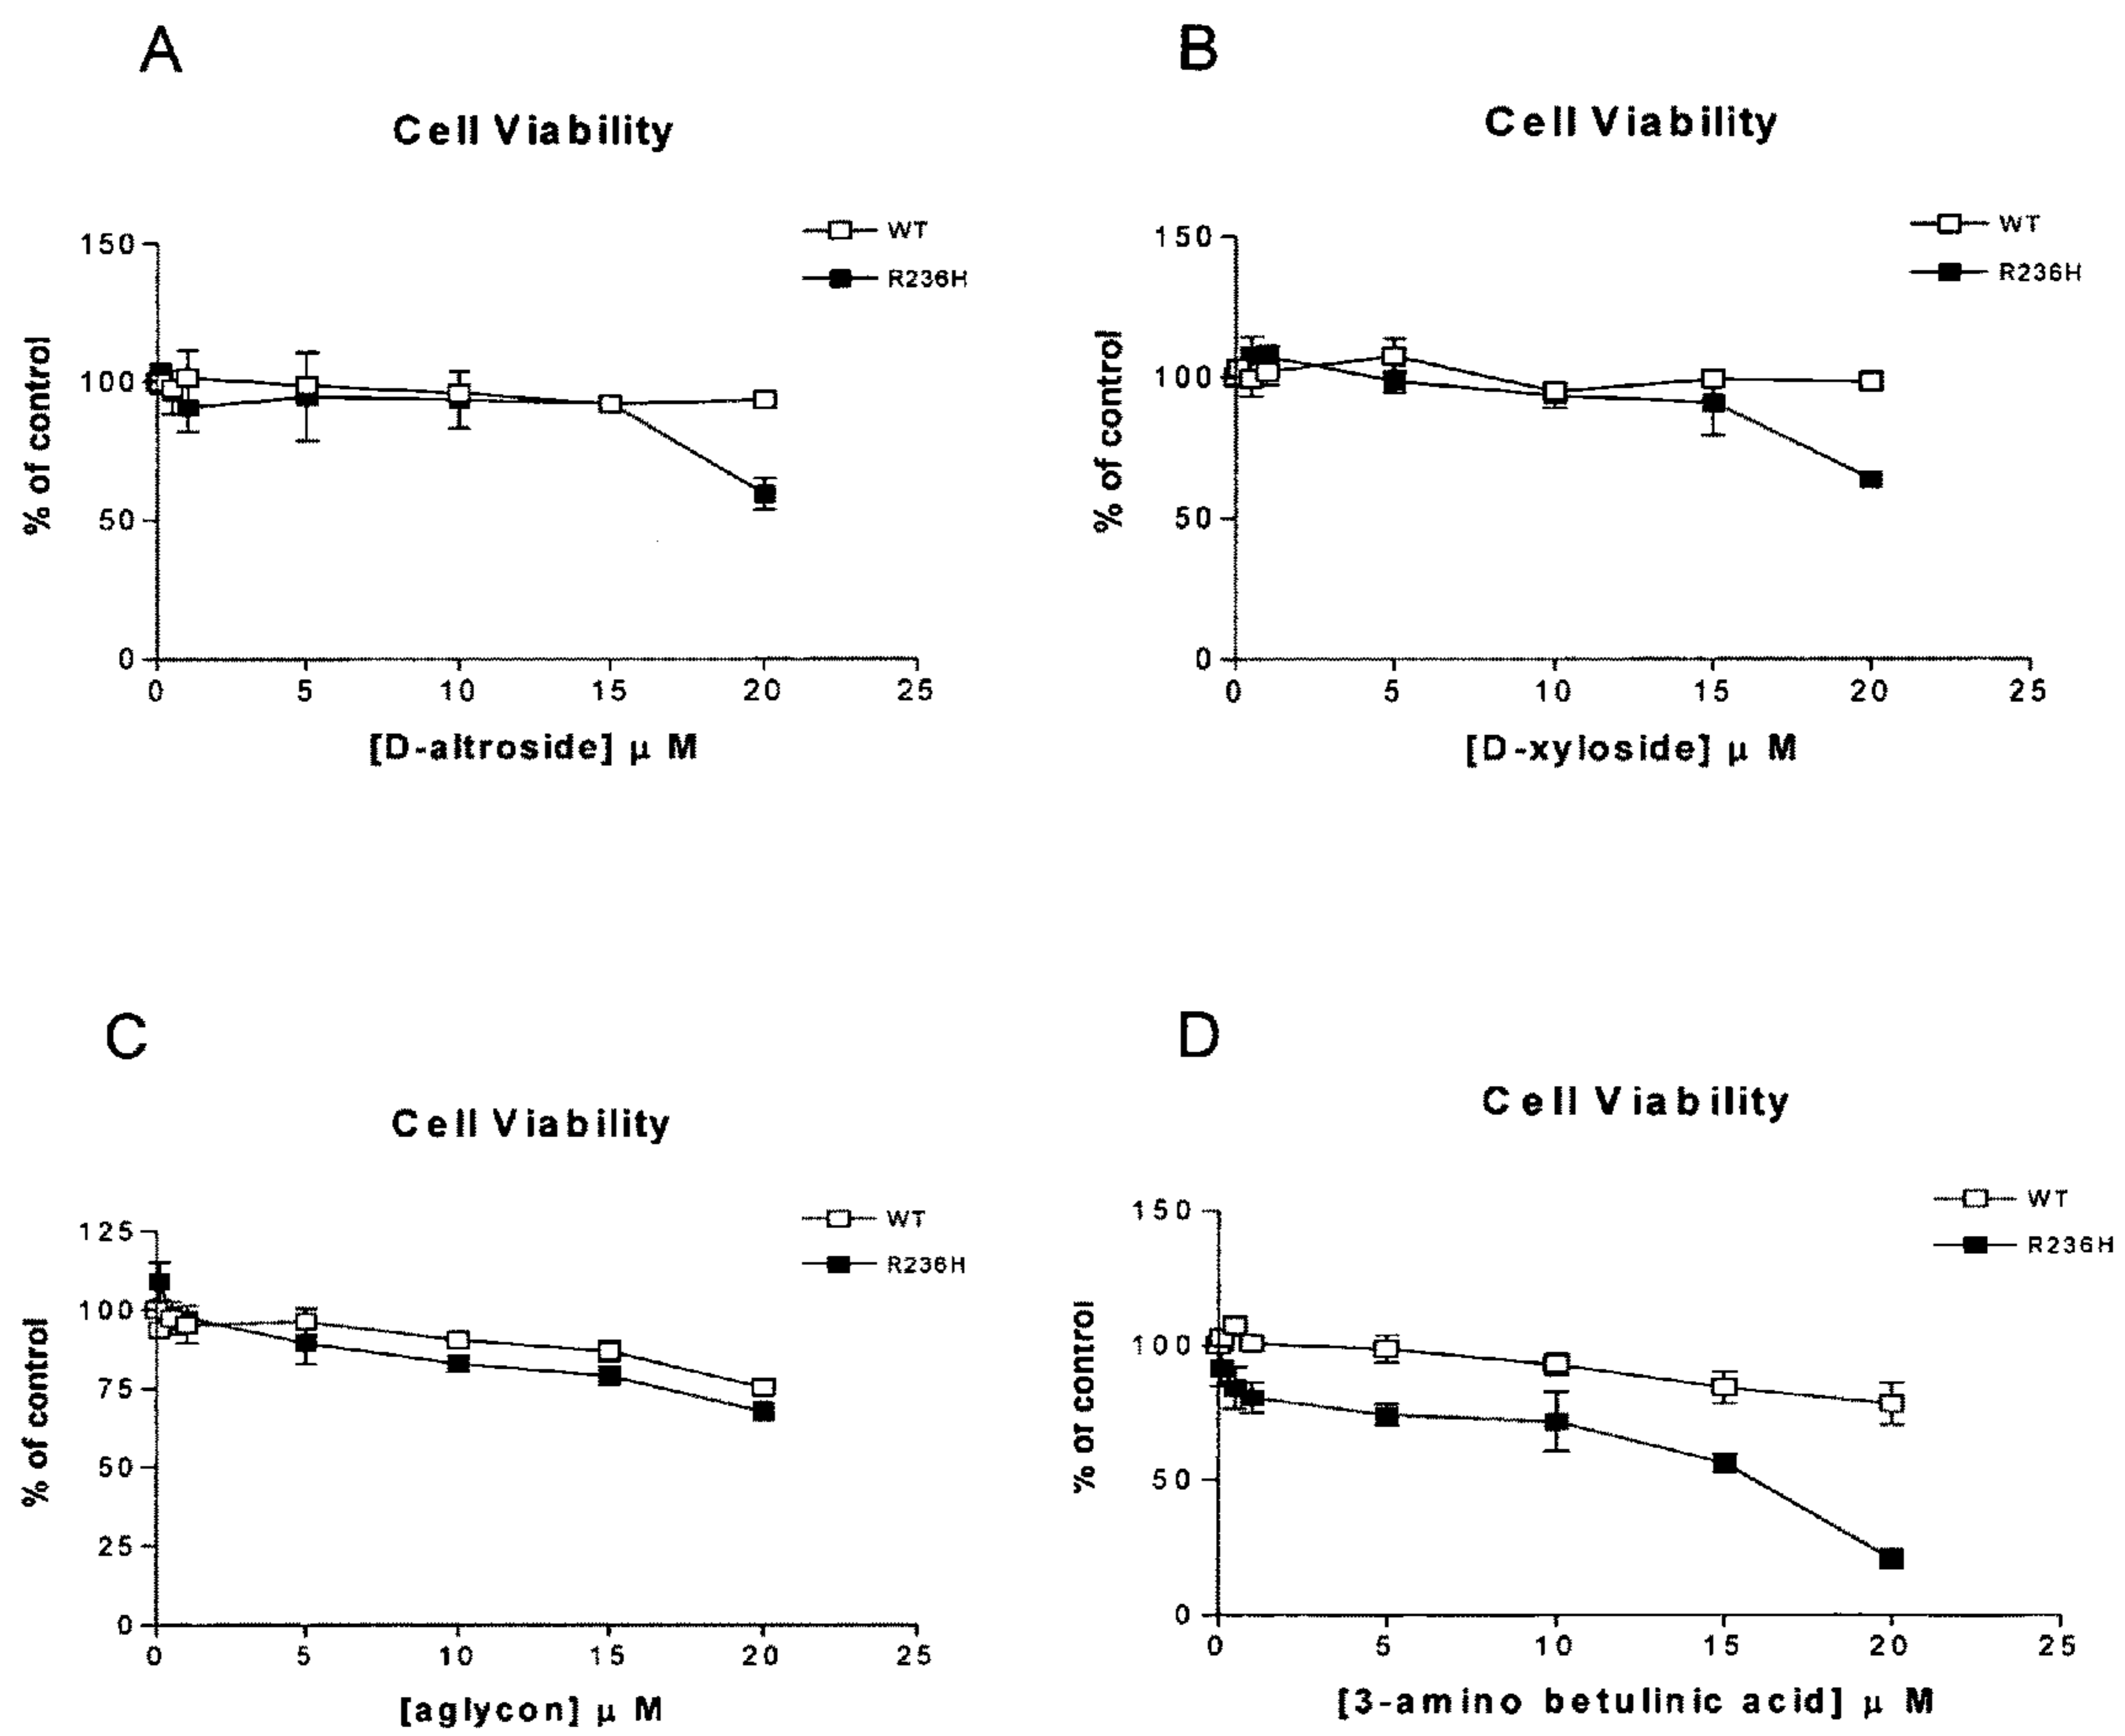 A
Cell Viability
WT
R236H
% of control
150
100
50
0
0 5 10 15 20 25
[D-altroside] μ M
B
Cell Viability
WT
R236H
% of control
150
100
50
0
0 5 10 15 20 25
[D-xyloside] μ M
C
Cell Viability
WT
R236H
% of control
125
100
75
50
25
0
0 5 10 15 20 25
[aglycon] μ M
D
Cell Viability
WT
R236H
% or control
150
100
50
0
0 5 10 15 20 25
[3-amino betulinic acid] μ M